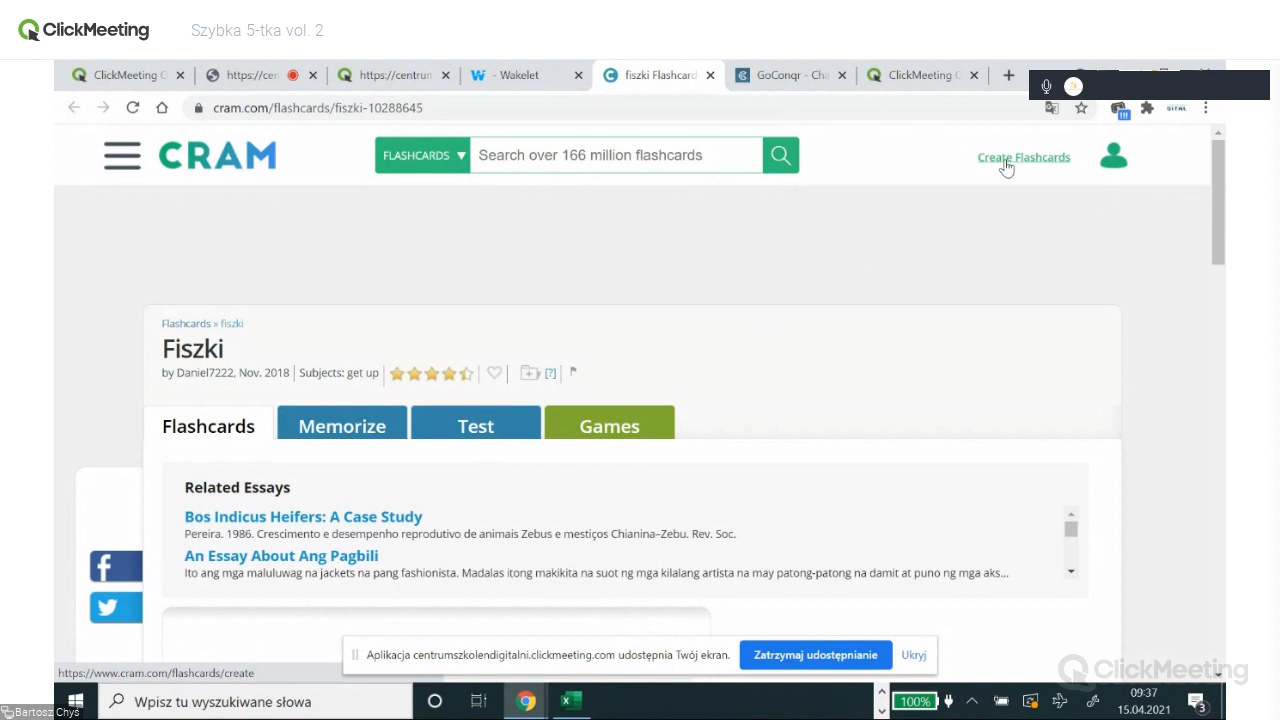 ClickMeeting
Szybka 5-tka vol. 2
ClickMeeting C
https://cen
https://centrum
- Wakelet
fiszki Flashcard
GoConqr - Cha
ClickMeeting C
cram.com/flashcards/fiszki-10288645
CRAM
FLASHCARDS
Search over 166 million flashcards
Create Flashcards
Flashcards » fiszki
Fiszki
by Daniel7222, Nov. 2018 | Subjects: get up
[?]
Flashcards
Memorize
Test
Games
Related Essays
Bos Indicus Heifers: A Case Study
Pereira. 1986. Crescimento e desempenho reprodutivo de animais Zebus e mestiços Chianina–Zebu. Rev. Soc.
An Essay About Ang Pagbili
Ito ang mga maluluwag na jackets na pang fashionista. Madalas itong makikita na suot ng mga kilalang artista na may patong-patong na damit at puno ng mga aks...
Aplikacja centrumszkolendigitalni.clickmeeting.com udostępnia Twój ekran.
Zatrzymaj udostępnianie
Ukryj
https://www.cram.com/flashcards/create
ClickMeeting
Wpisz tu wyszukiwane słowa
100%
09:37
15.04.2021
3
Bartosz Chys